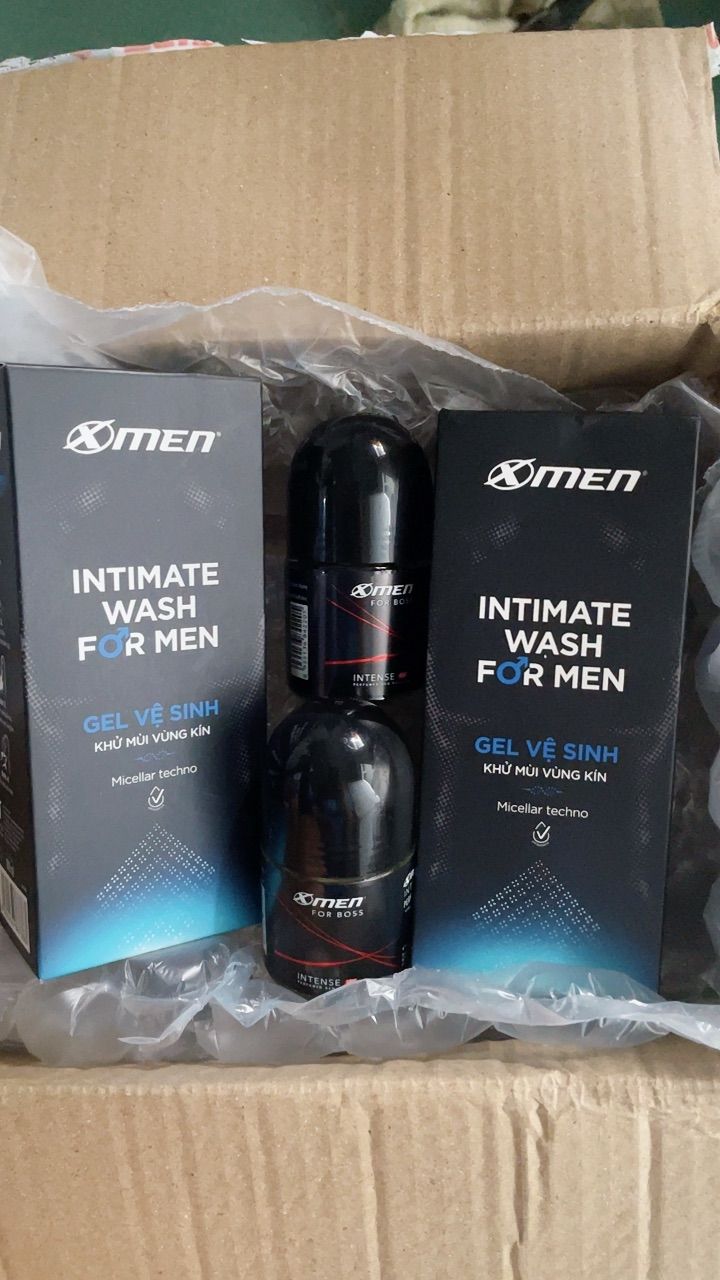 XMEN
INTIMATE
WASH
FOR MEN
GEL VỆ SINH
KHỬ MÙI VÙNG KÍN
Micellar techno
XMEN
FOR BOSS
INTENSE
XMEN
FOR BOSS
INTENSE
XMEN
INTIMATE
WASH
FOR MEN
GEL VỆ SINH
KHỬ MÙI VÙNG KÍN
Micellar techno